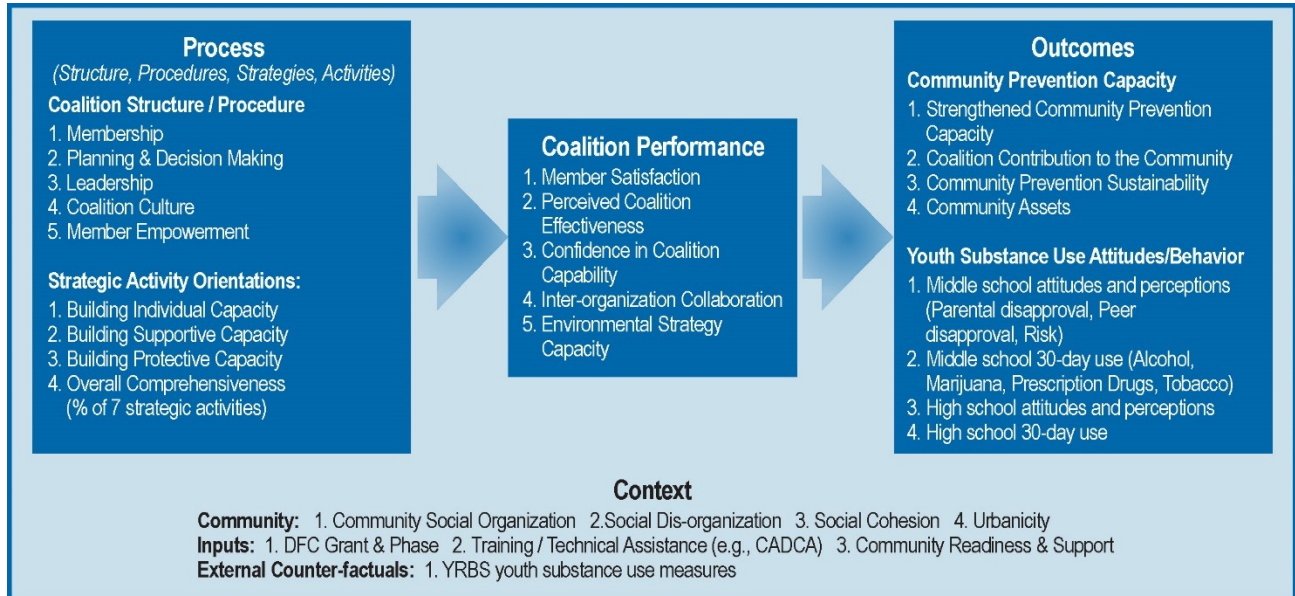 Process
(Structure, Procedures, Strategies, Activities)
Coalition Structure / Procedure
1. Membership
2. Planning & Decision Making
3. Leadership
4. Coalition Culture
5. Member Empowerment
Strategic Activity Orientations:
1. Building Individual Capacity
2. Building Supportive Capacity
3. Building Protective Capacity
4. Overall Comprehensiveness
(% of 7 strategic activities)
Coalition Performance
1. Member Satisfaction
2. Perceived Coalition
Effectiveness
3. Confidence in Coalition
Capability
4. Inter-organization Collaboration
5. Environmental Strategy
Capacity
Outcomes
Community Prevention Capacity
1. Strengthened Community Prevention
Capacity
2. Coalition Contribution to the Community
3. Community Prevention Sustainability
4. Community Assets
Youth Substance Use Attitudes/Behavior
1. Middle school attitudes and perceptions
(Parental disapproval, Peer
disapproval, Risk)
2. Middle school 30-day use (Alcohol,
Marijuana, Prescription Drugs, Tobacco)
3. High school attitudes and perceptions
4. High school 30-day use
Context
Community: 1. Community Social Organization 2.Social Dis-organization 3. Social Cohesion 4. Urbanicity
Inputs: 1. DFC Grant & Phase 2. Training / Technical Assistance (e.g., CADCA) 3. Community Readiness & Support
External Counter-factuals: 1. YRBS youth substance use measures